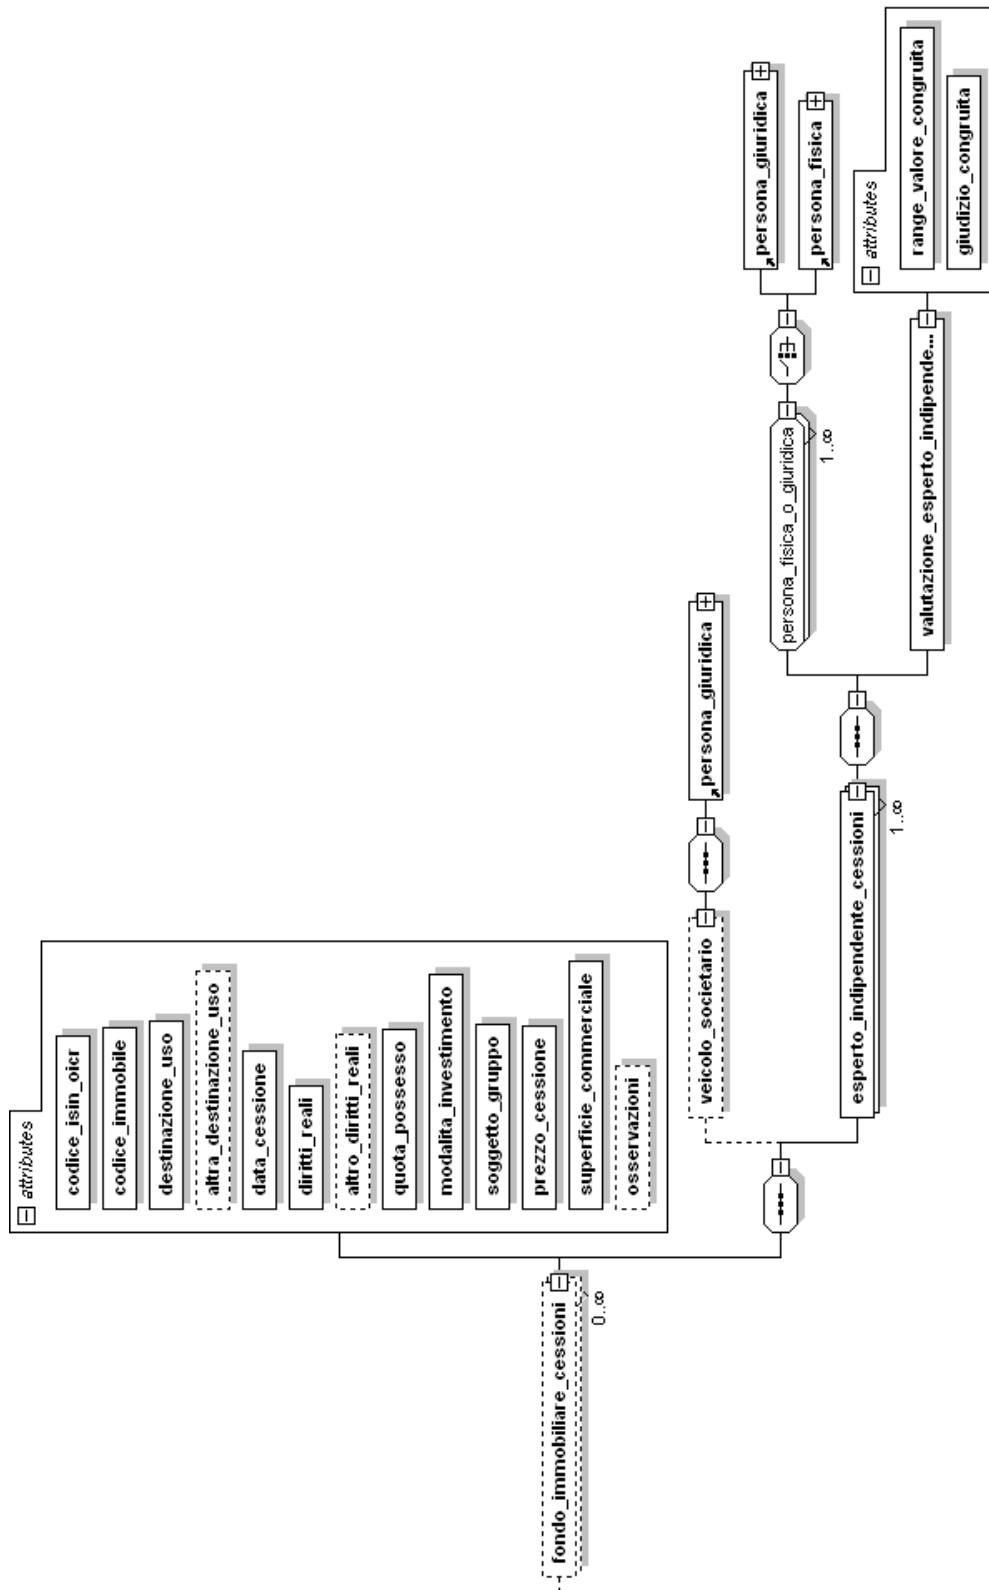 fondo_immobiliare_cessioni
0..∞
attributes
codice_isin_oicr
codice_immobile
destinazione_uso
altra_destinazione_uso
data_cessione
diritti_reali
altro_diritti_reali
quota_possesso
modalita_investimento
soggetto_gruppo
prezzo_cessione
superficie_commerciale
osservazioni
veicolo_societario
persona_giuridica
esperto_indipendente_cessioni
1..∞
persona_fisica_o_giuridica
1..∞
persona_giuridica
persona_fisica
valutazione_esperto_indipende...
attributes
range_valore_congruita
giudizio_congruita